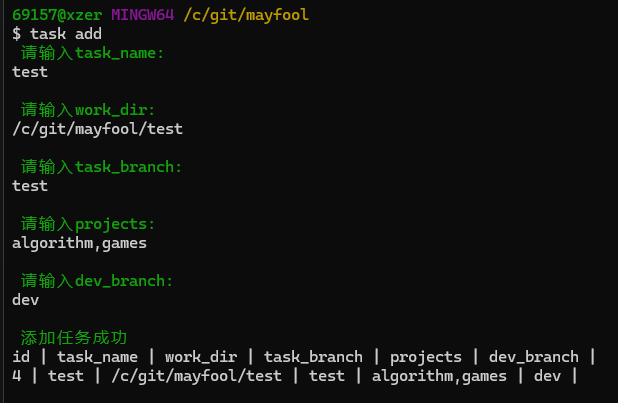 69157@xzer MINGW64 /c/git/mayfool
$ task add
请输入task_name:
test
请输入work_dir:
/c/git/mayfool/test
请输入task_branch:
test
请输入projects:
algorithm,games
请输入dev_branch:
dev
添加任务成功
id | task_name | work_dir | task_branch | projects | dev_branch |
4 | test | /c/git/mayfool/test | test | algorithm,games | dev |